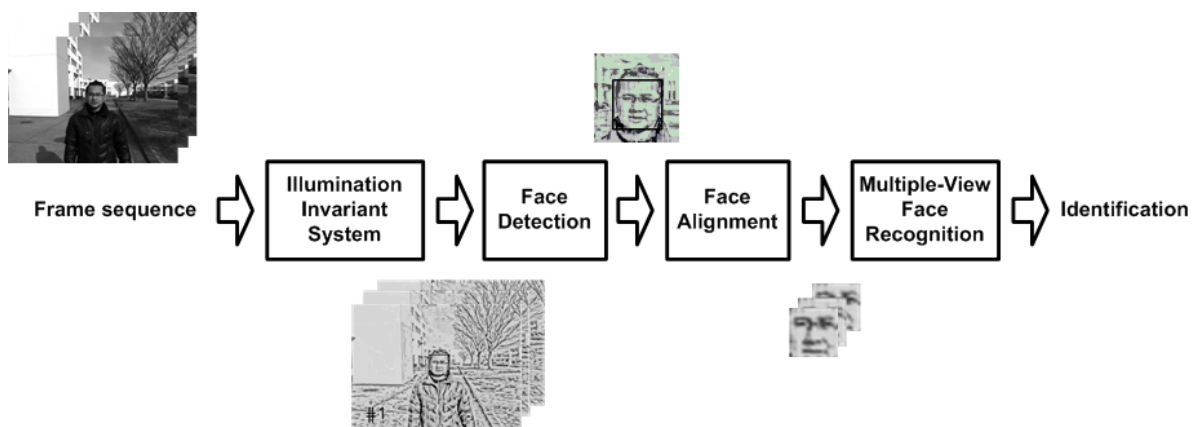 Frame sequence
Illumination
Invariant
System
Face
Detection
Face
Alignment
Multiple-View
Face
Recognition
Identification
#1